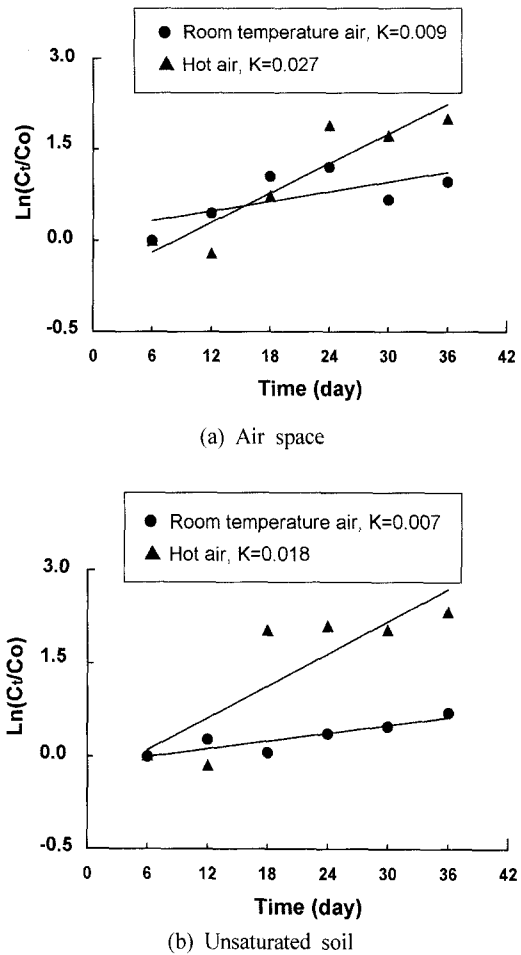 ● Room temperature air, K=0.009
▲ Hot air, K=0.027
3.0
1.5
0.0
-0.5
Ln(Ct/Co)
0 6 12 18 24 30 36 42
Time (day)
(a) Air space
● Room temperature air, K=0.007
▲ Hot air, K=0.018
3.0
1.5
0.0
-0.5
Ln(Ct/Co)
0 6 12 18 24 30 36 42
Time (day)
(b) Unsaturated soil